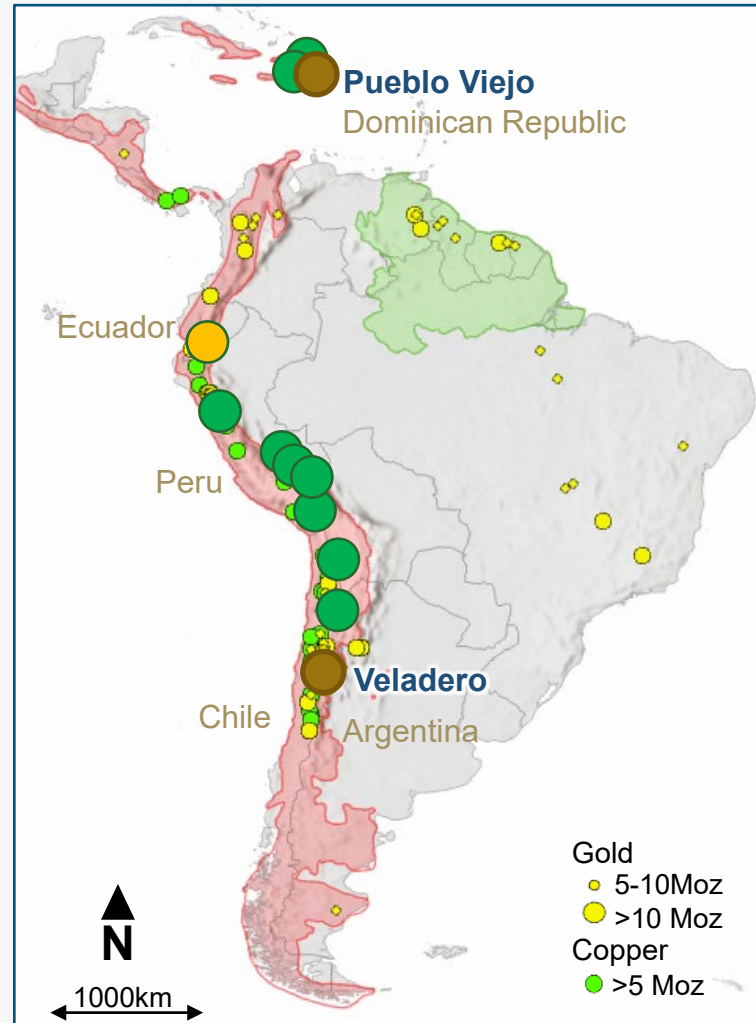 Pueblo Viejo
Dominican Republic
Ecuador
Peru
Veladero
Chile
Argentina
Gold
5-10Moz
>10 Moz
Copper
>5 Moz
N
1000km